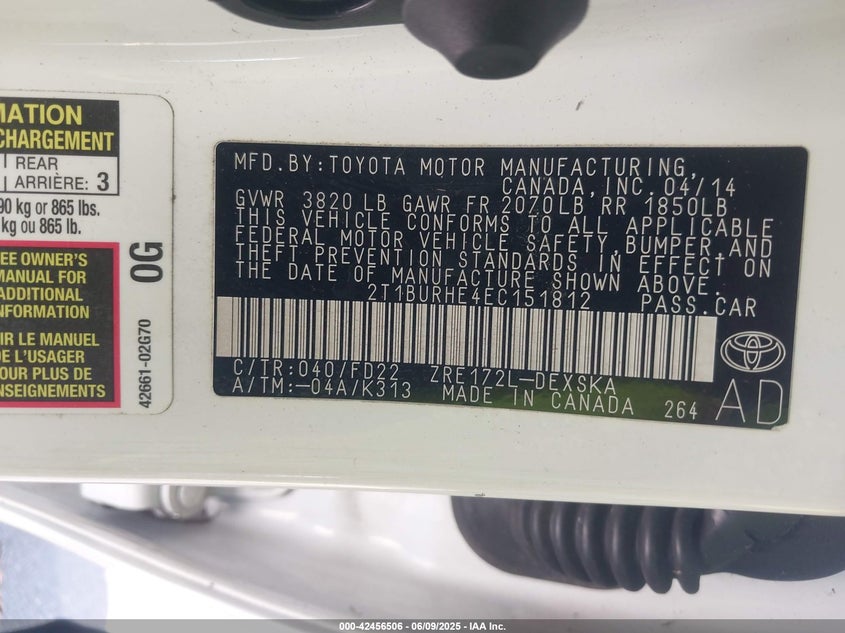 MATION
CHARGEMENT
REAR
ARRIÈRE: 3
90 kg or 865 lbs.
kg ou 865 lb.
EE OWNER'S
MANUAL FOR
ADDITIONAL
NFORMATION
IR LE MANUEL
DE L'USAGER
POUR PLUS DE
NSEIGNEMENTS
0G
42661-02G70
MFD.BY:TOYOTA MOTOR MANUFACTURING,
CANADA,INC.04/14
GVWR 3820LB GAWR FR 2070LB,RR 1850LB
THIS VEHICLE CONFORMS TO ALL APPLICABLE
FEDERAL MOTOR VEHICLE SAFETY,BUMPER,AND
THEFT PREVENTION STANDARDS IN EFFECT ON
THE DATE OF MANUFACTURE SHOWN ABOVE.
2T1BURHE4EC151812 PASS.CAR
C/TR:040/FD22 ZRE172L-DEXSKA
A/TM:-04A/K313 MADE IN CANADA 264
AD
000-42456506 - 06/09/2025 - IAA Inc.